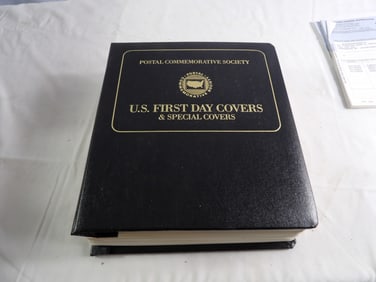 POSTAL COMMEMORATIVE SOCIETY
U.S. FIRST DAY COVERS
& SPECIAL COVERS